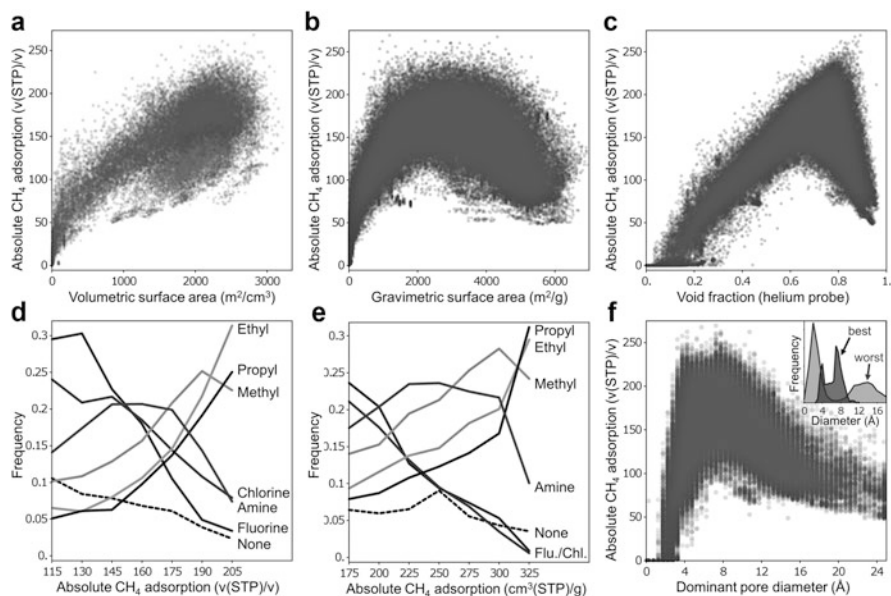 a
Absolute CH4 adsorption (v(STP)/v)
250
200
150
100
50
0
0 1000 2000 3000
Volumetric surface area (m²/cm³)
b
Absolute CH4 adsorption (v(STP)/v)
250
200
150
100
50
0
0 2000 4000 6000
Gravimetric surface area (m²/g)
c
Absolute CH4 adsorption (v(STP)/v)
250
200
150
100
50
0
0. 0.2 0.4 0.6 0.8 1.
Void fraction (helium probe)
d
Frequency
0.3
0.25
0.2
0.15
0.1
0.05
0.
115 130 145 160 175 190 205
Absolute CH4 adsorption (v(STP)/v)
Ethyl
Propyl
Methyl
Chlorine
Amine
Fluorine
None
e
Frequency
0.3
0.25
0.2
0.15
0.1
0.05
0.
175 200 225 250 275 300 325
Absolute CH4 adsorption (cm³(STP)/g)
Propyl
Ethyl
Methyl
Amine
None
Flu./Chl.
f
Absolute CH4 adsorption (v(STP)/v)
250
200
150
100
50
0
0 4 8 12 16 20 24
Dominant pore diameter (Å)
Frequency
best
worst
0 4 8 12 16
Diameter (Å)